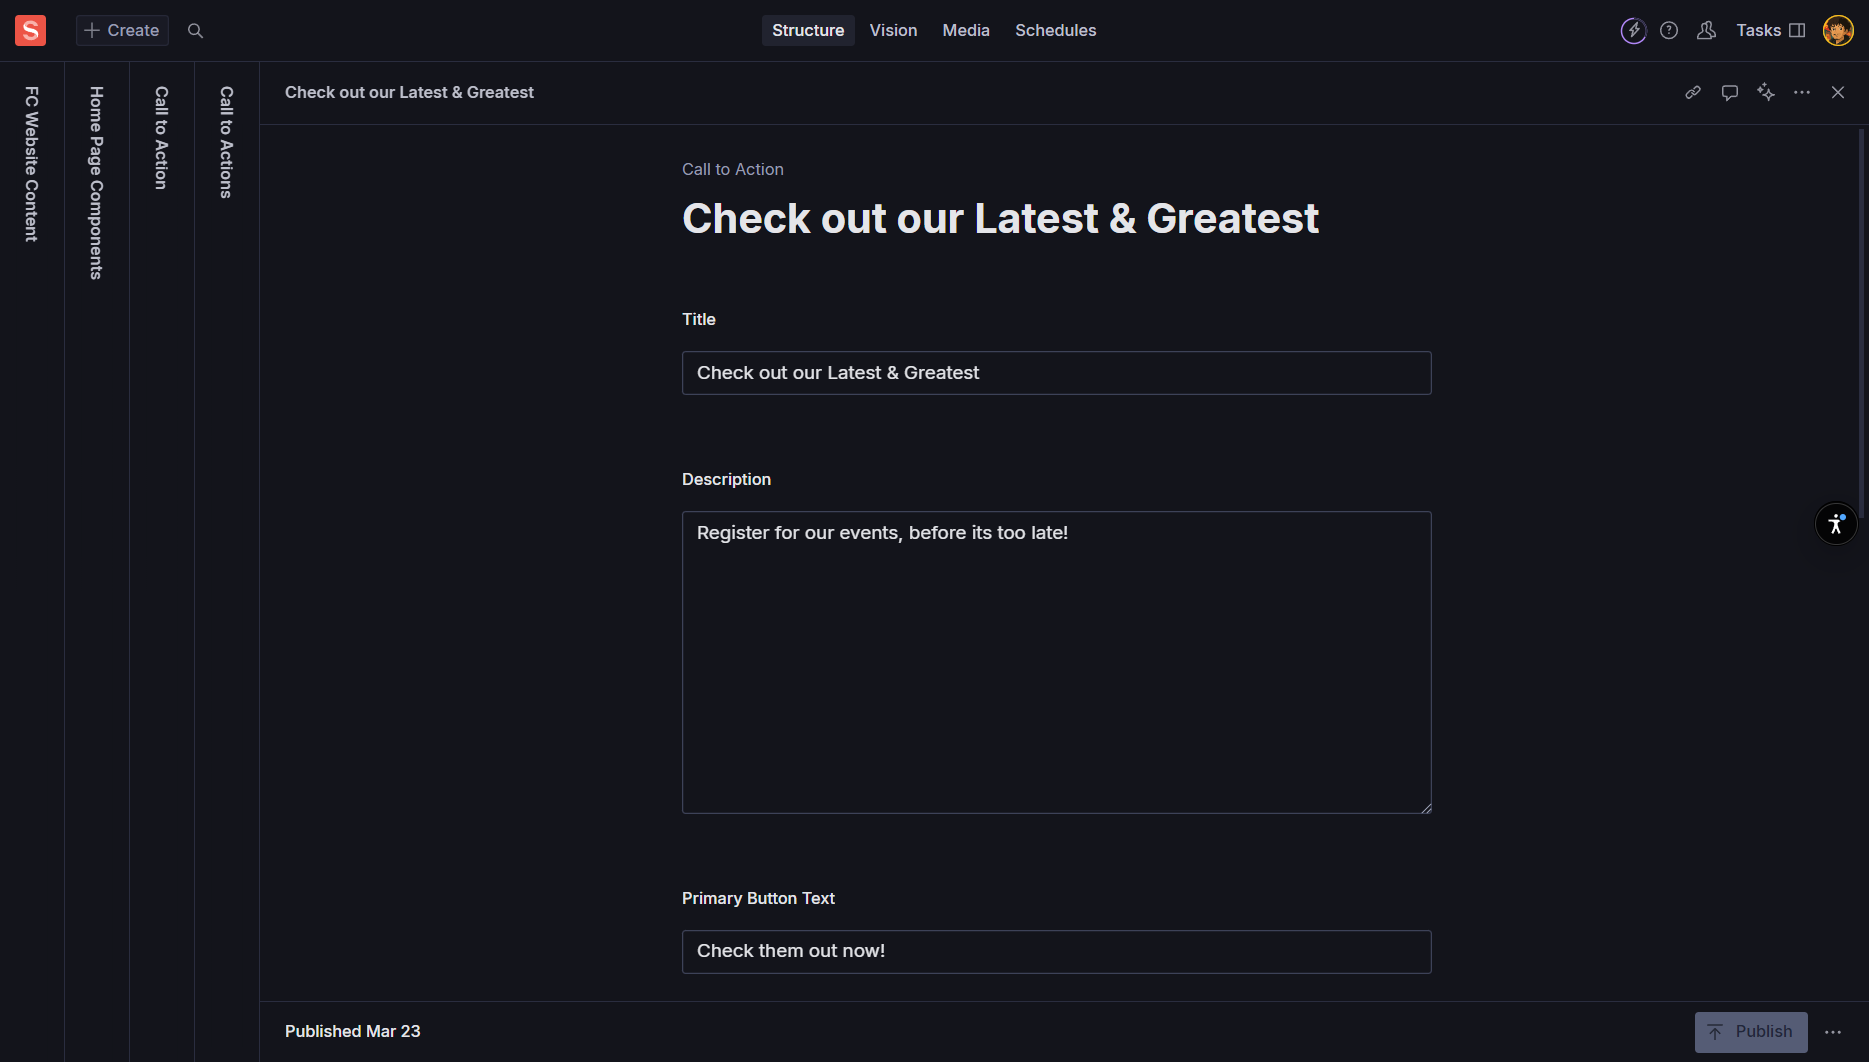 S
Create
Structure
Vision
Media
Schedules
Tasks
FC Website Content
Home Page Components
Call to Action
Call to Actions
Check out our Latest & Greatest
Call to Action
Check out our Latest & Greatest
Title
Check out our Latest & Greatest
Description
Register for our events, before its too late!
Primary Button Text
Check them out now!
Published Mar 23
Publish